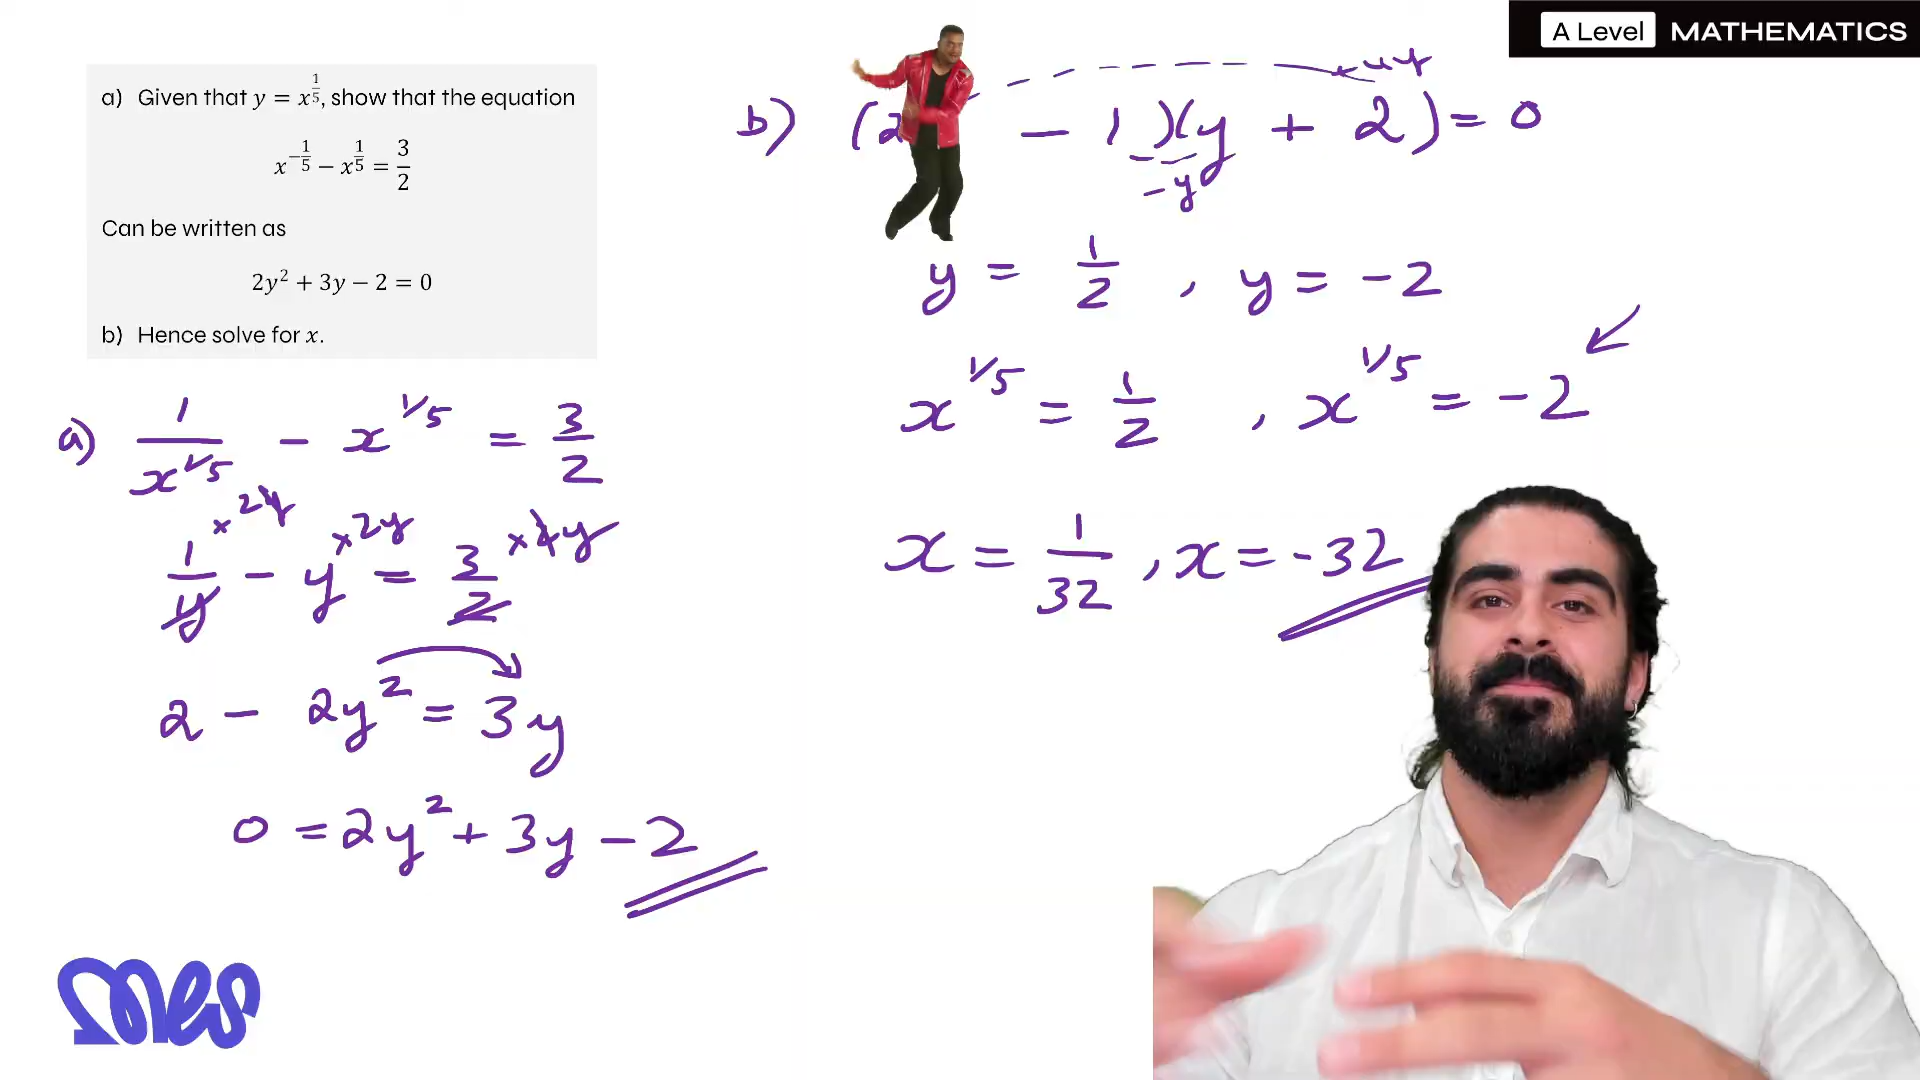 A Level MATHEMATICS
a) Given that y = x^{1/5}, show that the equation
x^{-1/5} − x^{1/5} = 3/2
Can be written as
2y² + 3y − 2 = 0
b) Hence solve for x.
a) 1/x^{1/5} − x^{1/5} = 3/2
×2y ×2y ×2y
1/y − y = 3/2
2 − 2y² = 3y
0 = 2y² + 3y − 2
b) (2 − 1)(y + 2) = 0
−y
y = 1/2 , y = −2
x^{1/5} = 1/2 , x^{1/5} = −2
x = 1/32 , x = −32